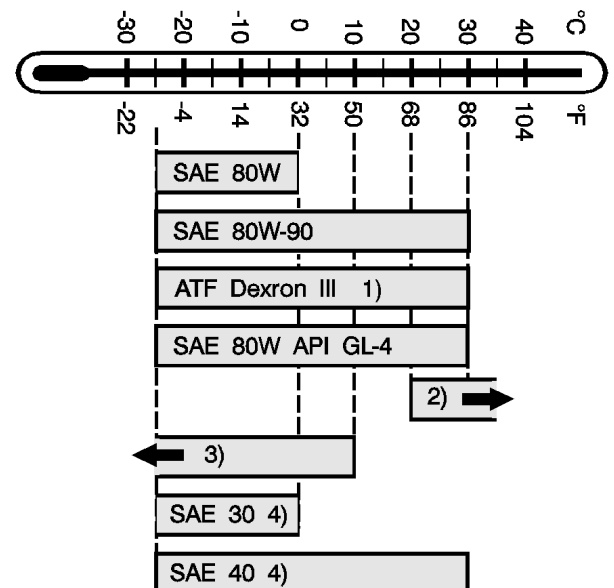 -30 -20 -10 0 10 20 30 40 °C
-22 -4 14 32 50 68 86 104 °F
SAE 80W
SAE 80W-90
ATF Dexron III 1)
SAE 80W API GL-4
2)
3)
SAE 30 4)
SAE 40 4)